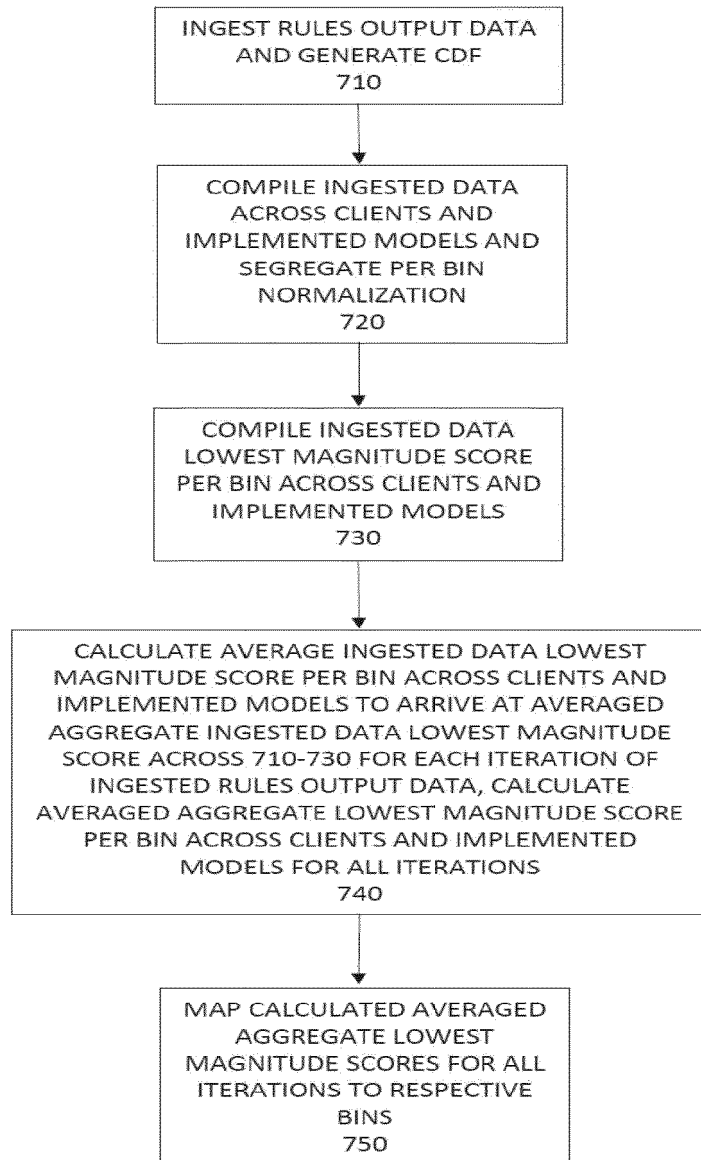 INGEST RULES OUTPUT DATA
AND GENERATE CDF
710
COMPILE INGESTED DATA
ACROSS CLIENTS AND
IMPLEMENTED MODELS AND
SEGREGATE PER BIN
NORMALIZATION
720
COMPILE INGESTED DATA
LOWEST MAGNITUDE SCORE
PER BIN ACROSS CLIENTS AND
IMPLEMENTED MODELS
730
CALCULATE AVERAGE INGESTED DATA LOWEST
MAGNITUDE SCORE PER BIN ACROSS CLIENTS AND
IMPLEMENTED MODELS TO ARRIVE AT AVERAGED
AGGREGATE INGESTED DATA LOWEST MAGNITUDE
SCORE ACROSS 710-730 FOR EACH ITERATION OF
INGESTED RULES OUTPUT DATA, CALCULATE
AVERAGED AGGREGATE LOWEST MAGNITUDE SCORE
PER BIN ACROSS CLIENTS AND IMPLEMENTED
MODELS FOR ALL ITERATIONS
740
MAP CALCULATED AVERAGED
AGGREGATE LOWEST
MAGNITUDE SCORES FOR ALL
ITERATIONS TO RESPECTIVE
BINS
750